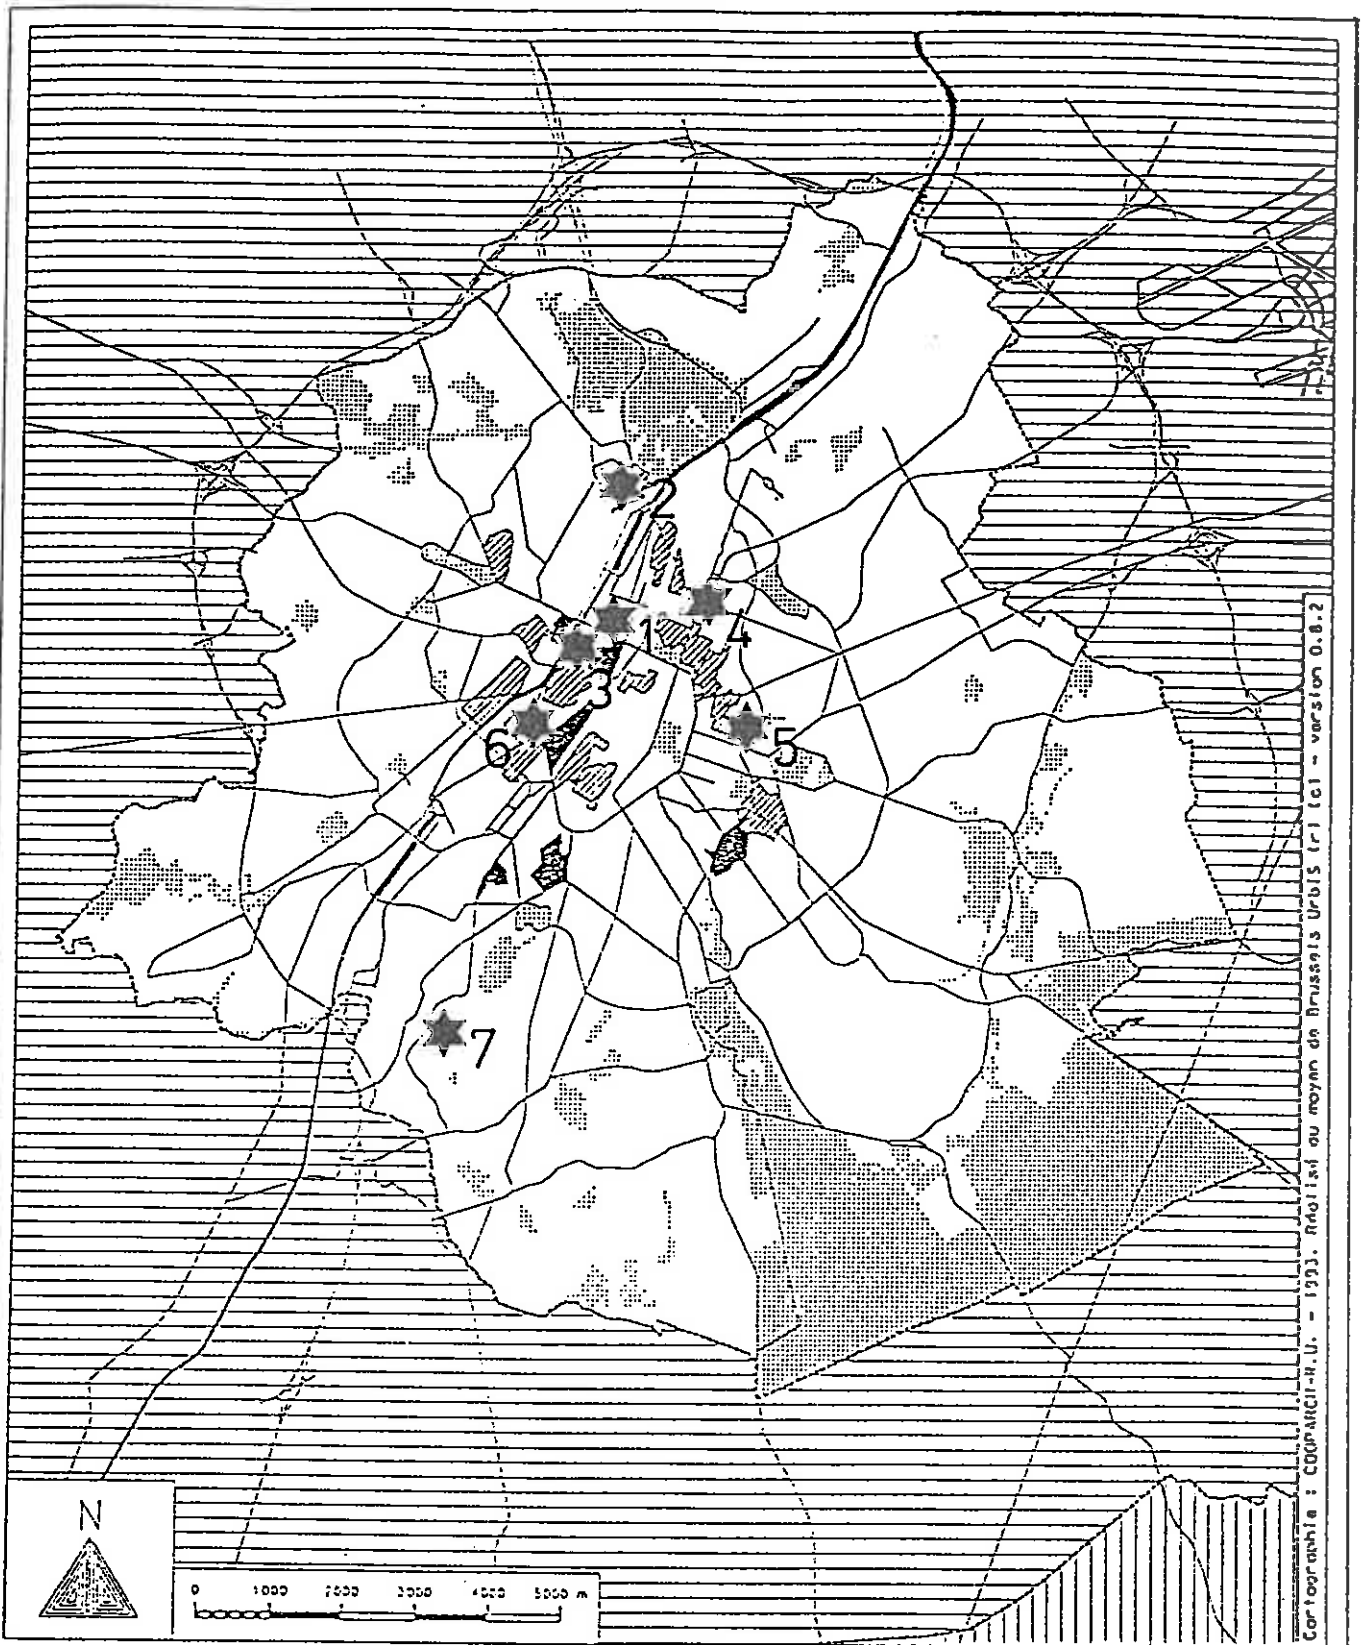 2
1
4
3
6
5
7
N
0 1000 2000 3000 4000 5000 m
Cartographie : COOPARCH-R.U. - 1993. Réalisé au moyen de Brussels Urbis (r) (c) - version 0.8.2